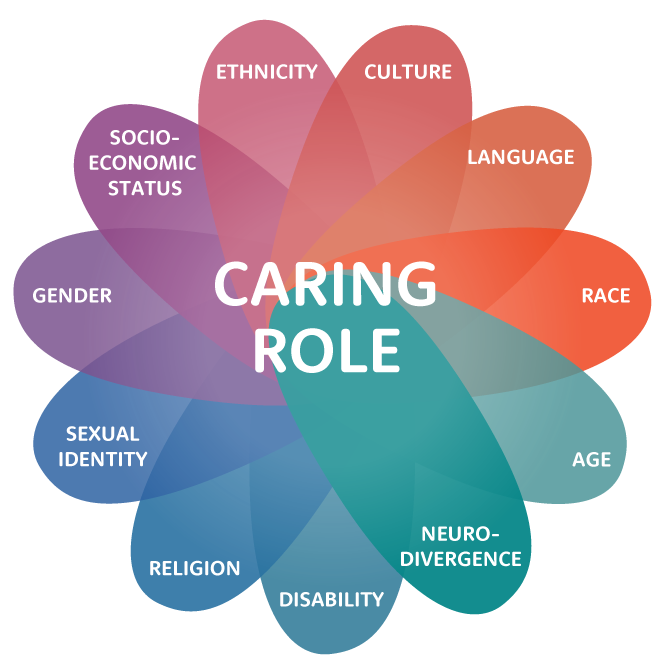 ETHNICITY
CULTURE
LANGUAGE
RACE
AGE
NEURO-
DIVERGENCE
DISABILITY
RELIGION
SEXUAL
IDENTITY
GENDER
SOCIO-
ECONOMIC
STATUS
CARING
ROLE